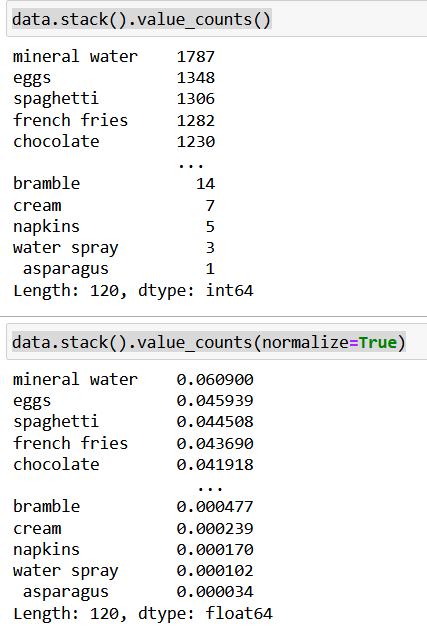 data.stack().value_counts()
mineral water    1787
eggs             1348
spaghetti        1306
french fries     1282
chocolate        1230
                 ...
bramble            14
cream               7
napkins             5
water spray         3
 asparagus          1
Length: 120, dtype: int64
data.stack().value_counts(normalize=True)
mineral water    0.060900
eggs             0.045939
spaghetti        0.044508
french fries     0.043690
chocolate        0.041918
                   ...
bramble          0.000477
cream            0.000239
napkins          0.000170
water spray      0.000102
 asparagus       0.000034
Length: 120, dtype: float64